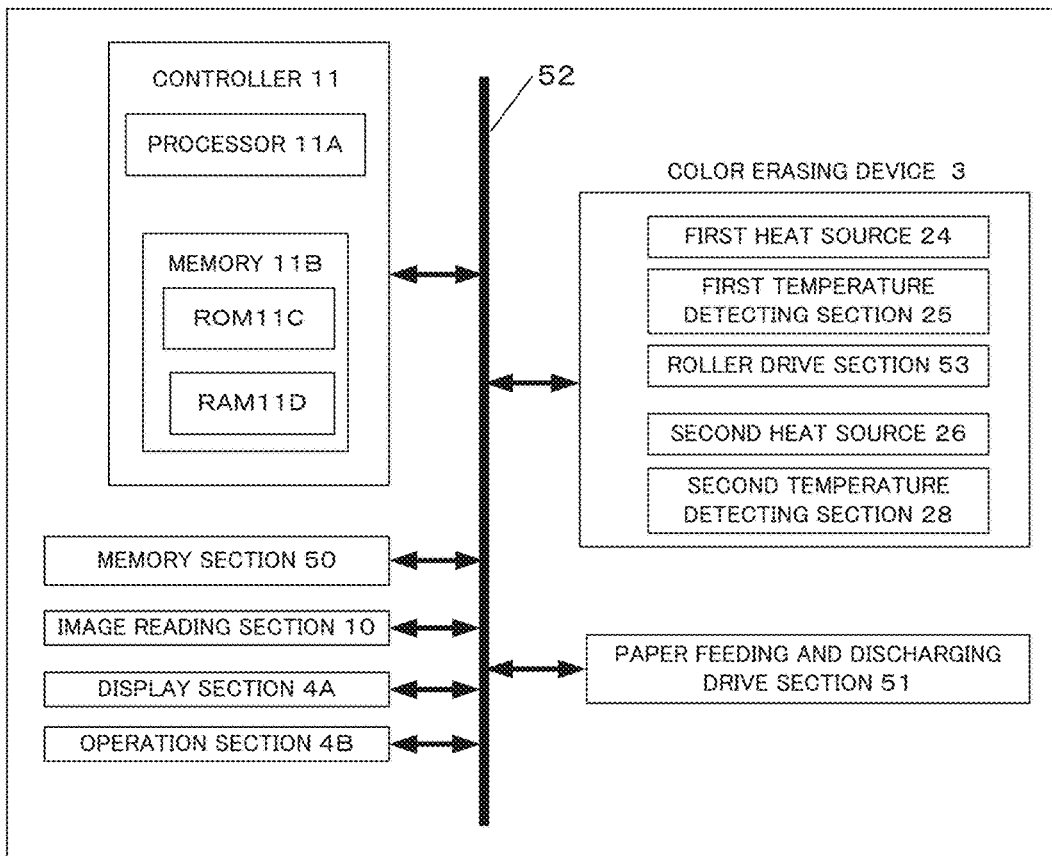 CONTROLLER 11
PROCESSOR 11A
MEMORY 11B
ROM11C
RAM11D
MEMORY SECTION 50
IMAGE READING SECTION 10
DISPLAY SECTION 4A
OPERATION SECTION 4B
52
COLOR ERASING DEVICE 3
FIRST HEAT SOURCE 24
FIRST TEMPERATURE
DETECTING SECTION 25
ROLLER DRIVE SECTION 53
SECOND HEAT SOURCE 26
SECOND TEMPERATURE
DETECTING SECTION 28
PAPER FEEDING AND DISCHARGING
DRIVE SECTION 51